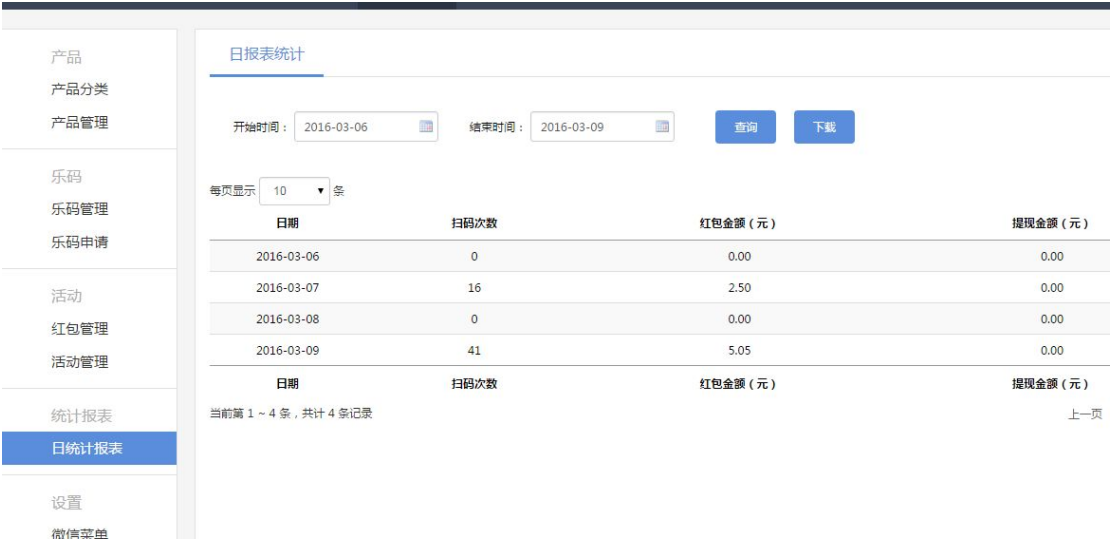 产品
产品分类
产品管理
乐码
乐码管理
乐码申请
活动
红包管理
活动管理
统计报表
日统计报表
设置
微信菜单
日报表统计
开始时间： 2016-03-06 结束时间： 2016-03-09 查询 下载
每页显示 10 条
日期 扫码次数 红包金额（元） 提现金额（元）
2016-03-06 0 0.00 0.00
2016-03-07 16 2.50 0.00
2016-03-08 0 0.00 0.00
2016-03-09 41 5.05 0.00
日期 扫码次数 红包金额（元） 提现金额（元）
当前第 1 ~ 4 条，共计 4 条记录 上一页